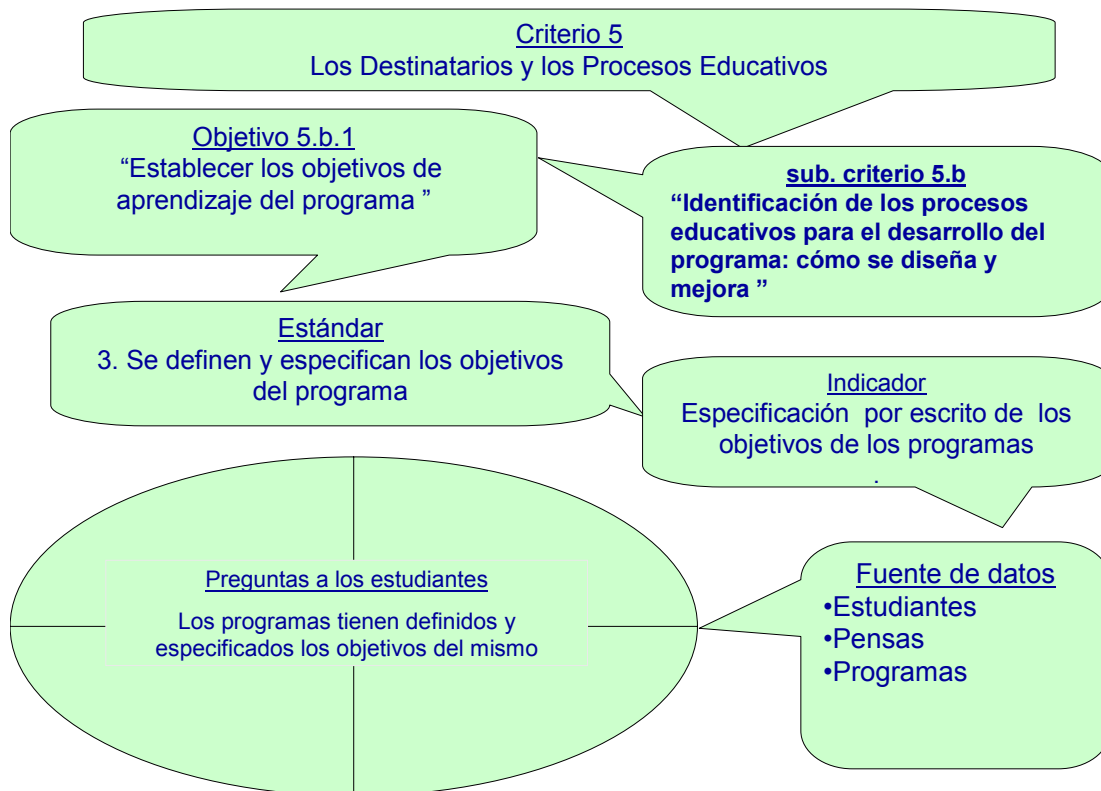 Criterio 5
Los Destinatarios y los Procesos Educativos
Objetivo 5.b.1
“Establecer los objetivos de
aprendizaje del programa ”
sub. criterio 5.b
“Identificación de los procesos
educativos para el desarrollo del
programa: cómo se diseña y
mejora ”
Estándar
3. Se definen y especifican los objetivos
del programa
Indicador
Especificación por escrito de los
objetivos de los programas
.
Preguntas a los estudiantes
Los programas tienen definidos y
especificados los objetivos del mismo
Fuente de datos
•Estudiantes
•Pensas
•Programas